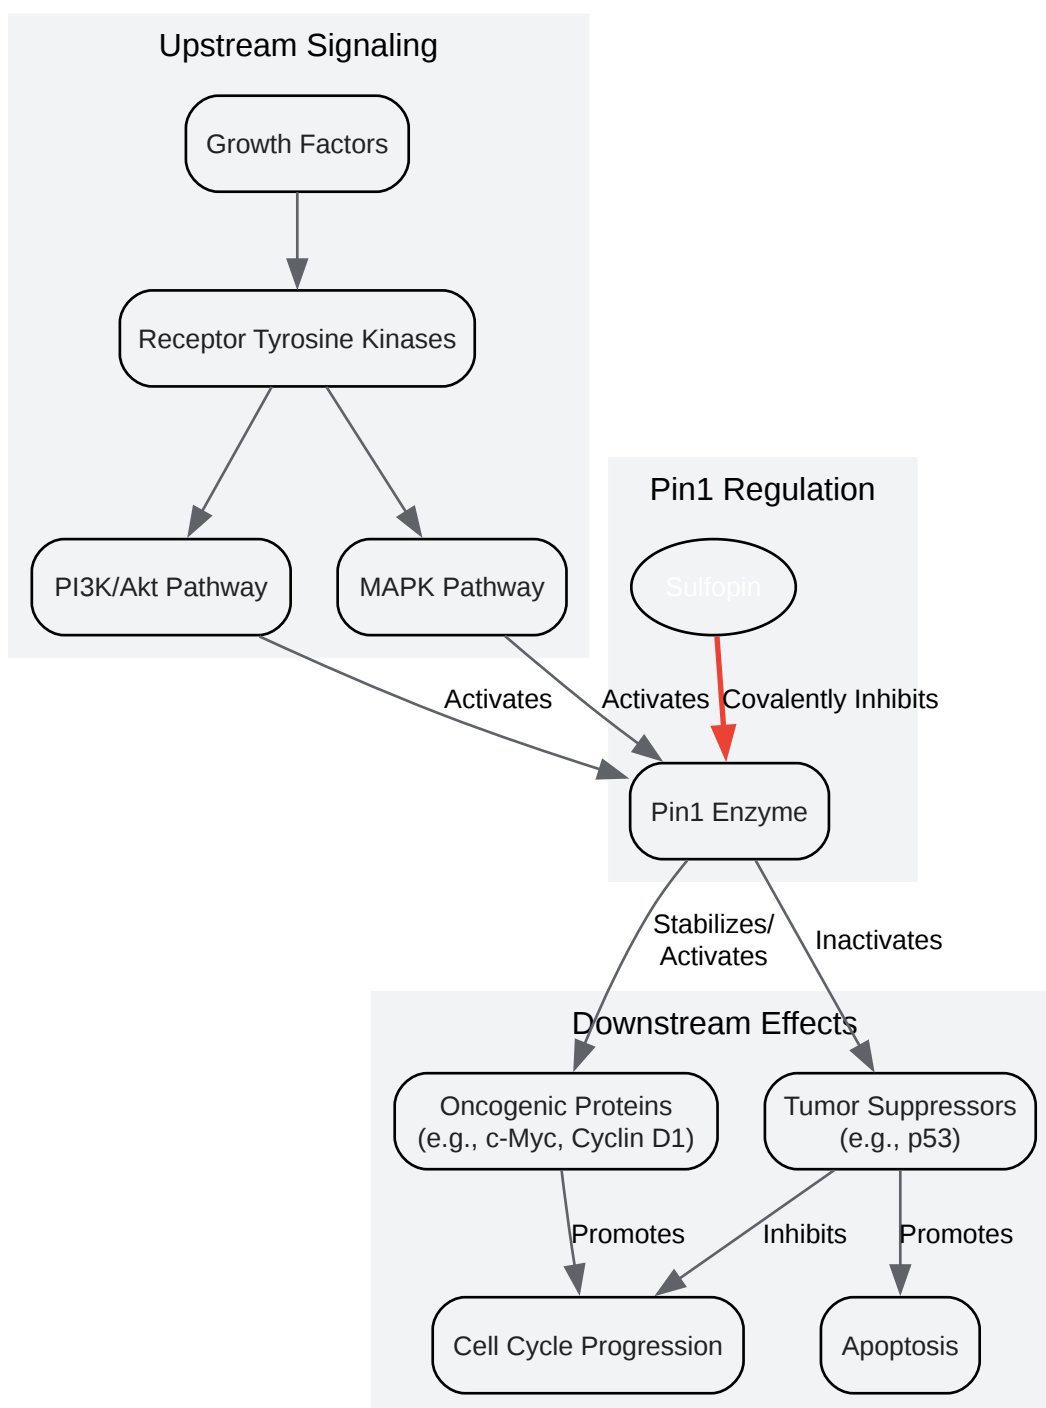 Upstream Signaling
Growth Factors
Receptor Tyrosine Kinases
PI3K/Akt Pathway
MAPK Pathway
Pin1 Regulation
Sulfopin
Activates
Activates
Covalently Inhibits
Pin1 Enzyme
Stabilizes/
Activates
Inactivates
Downstream Effects
Oncogenic Proteins
(e.g., c-Myc, Cyclin D1)
Tumor Suppressors
(e.g., p53)
Promotes
Inhibits
Promotes
Cell Cycle Progression
Apoptosis